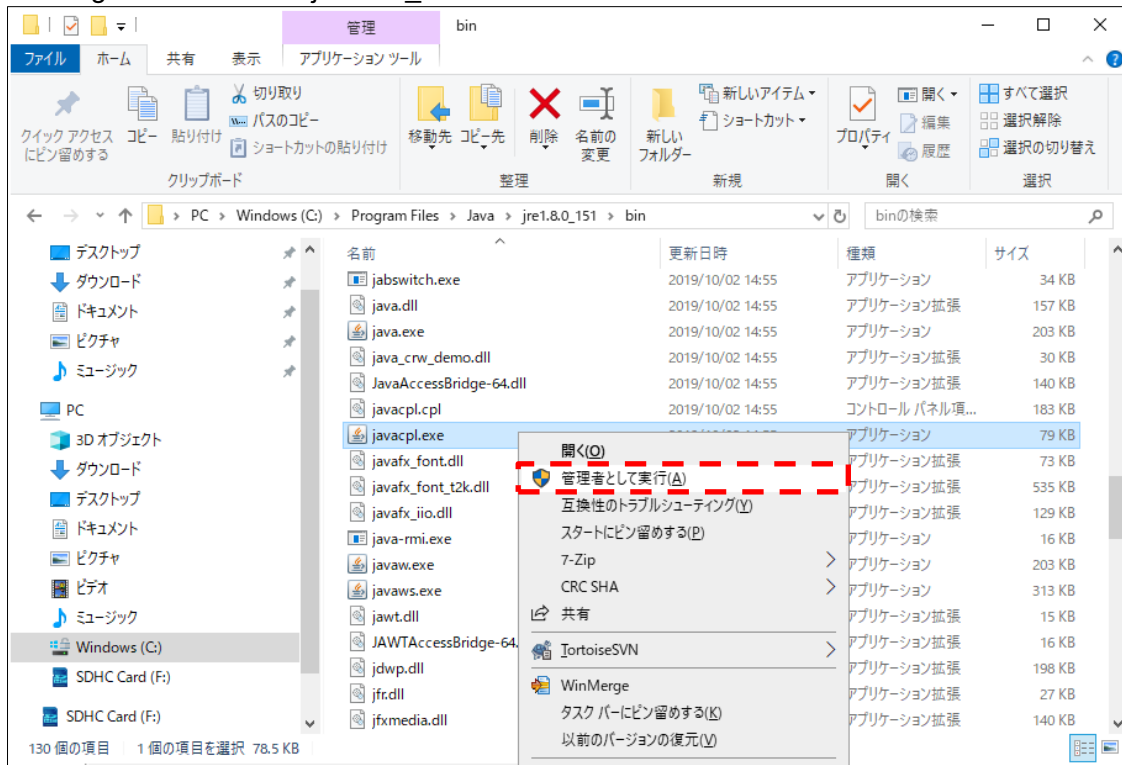 管理
bin
ファイル ホーム 共有 表示 アプリケーション ツール
クイック アクセス
にピン留めする
コピー
貼り付け
切り取り
パスのコピー
ショートカットの貼り付け
クリップボード
移動先
コピー先
削除
名前の
変更
整理
新しい
フォルダー
新しいアイテム
ショートカット
新規
プロパティ
開く
編集
履歴
開く
すべて選択
選択解除
選択の切り替え
選択
PC > Windows (C:) > Program Files > Java > jre1.8.0_151 > bin
binの検索
デスクトップ
ダウンロード
ドキュメント
ピクチャ
ミュージック
PC
3D オブジェクト
ダウンロード
デスクトップ
ドキュメント
ピクチャ
ビデオ
ミュージック
Windows (C:)
SDHC Card (F:)
SDHC Card (F:)
名前 更新日時 種類 サイズ
jabswitch.exe 2019/10/02 14:55 アプリケーション 34 KB
java.dll 2019/10/02 14:55 アプリケーション拡張 157 KB
java.exe 2019/10/02 14:55 アプリケーション 203 KB
java_crw_demo.dll 2019/10/02 14:55 アプリケーション拡張 30 KB
JavaAccessBridge-64.dll 2019/10/02 14:55 アプリケーション拡張 140 KB
javacpl.cpl 2019/10/02 14:55 コントロール パネル項... 183 KB
javacpl.exe アプリケーション 79 KB
javafx_font.dll アプリケーション拡張 73 KB
javafx_font_t2k.dll アプリケーション拡張 535 KB
javafx_iio.dll アプリケーション拡張 129 KB
java-rmi.exe アプリケーション 16 KB
javaw.exe アプリケーション 203 KB
javaws.exe アプリケーション 313 KB
jawt.dll アプリケーション拡張 15 KB
JAWTAccessBridge-64. アプリケーション拡張 16 KB
jdwp.dll アプリケーション拡張 198 KB
jfr.dll アプリケーション拡張 27 KB
jfxmedia.dll アプリケーション拡張 140 KB
開く(O)
管理者として実行(A)
互換性のトラブルシューティング(Y)
スタートにピン留めする(P)
7-Zip
CRC SHA
共有
TortoiseSVN
WinMerge
タスク バーにピン留めする(K)
以前のバージョンの復元(V)
130 個の項目 1 個の項目を選択 78.5 KB